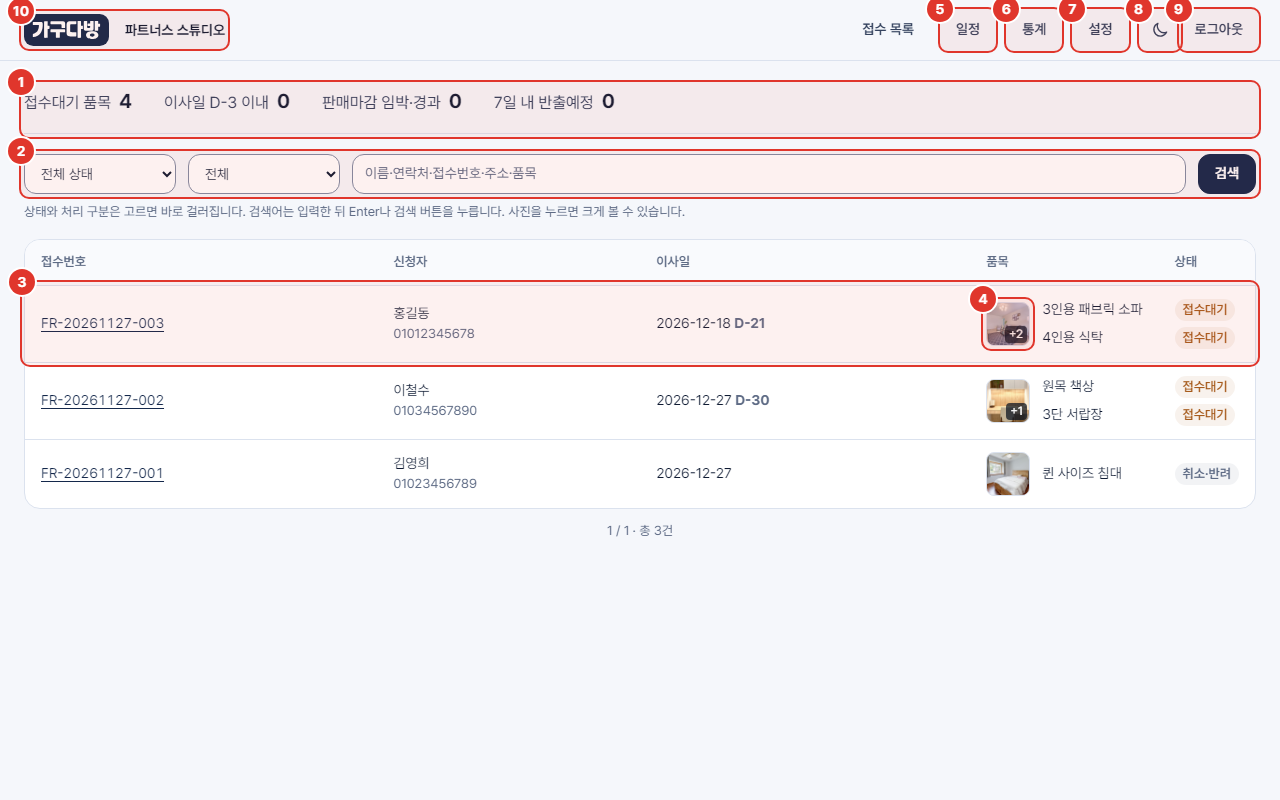 10 가구다방 파트너스 스튜디오 접수 목록 5 일정 6 통계 7 설정 8 9 로그아웃
1 접수대기 품목 4 이사일 D-3 이내 0 판매마감 임박·경과 0 7일 내 반출예정 0
2 전체 상태 전체 이름·연락처·접수번호·주소·품목 검색
상태와 처리 구분은 고르면 바로 걸러집니다. 검색어는 입력한 뒤 Enter나 검색 버튼을 누릅니다. 사진을 누르면 크게 볼 수 있습니다.
접수번호 신청자 이사일 품목 상태
3 FR-20261127-003 홍길동 2026-12-18 D-21 4 +2 3인용 패브릭 소파 접수대기
01012345678 4인용 식탁 접수대기
FR-20261127-002 이철수 2026-12-27 D-30 +1 원목 책상 접수대기
01034567890 3단 서랍장 접수대기
FR-20261127-001 김영희 2026-12-27 퀸 사이즈 침대 취소·반려
01023456789
1 / 1 · 총 3건